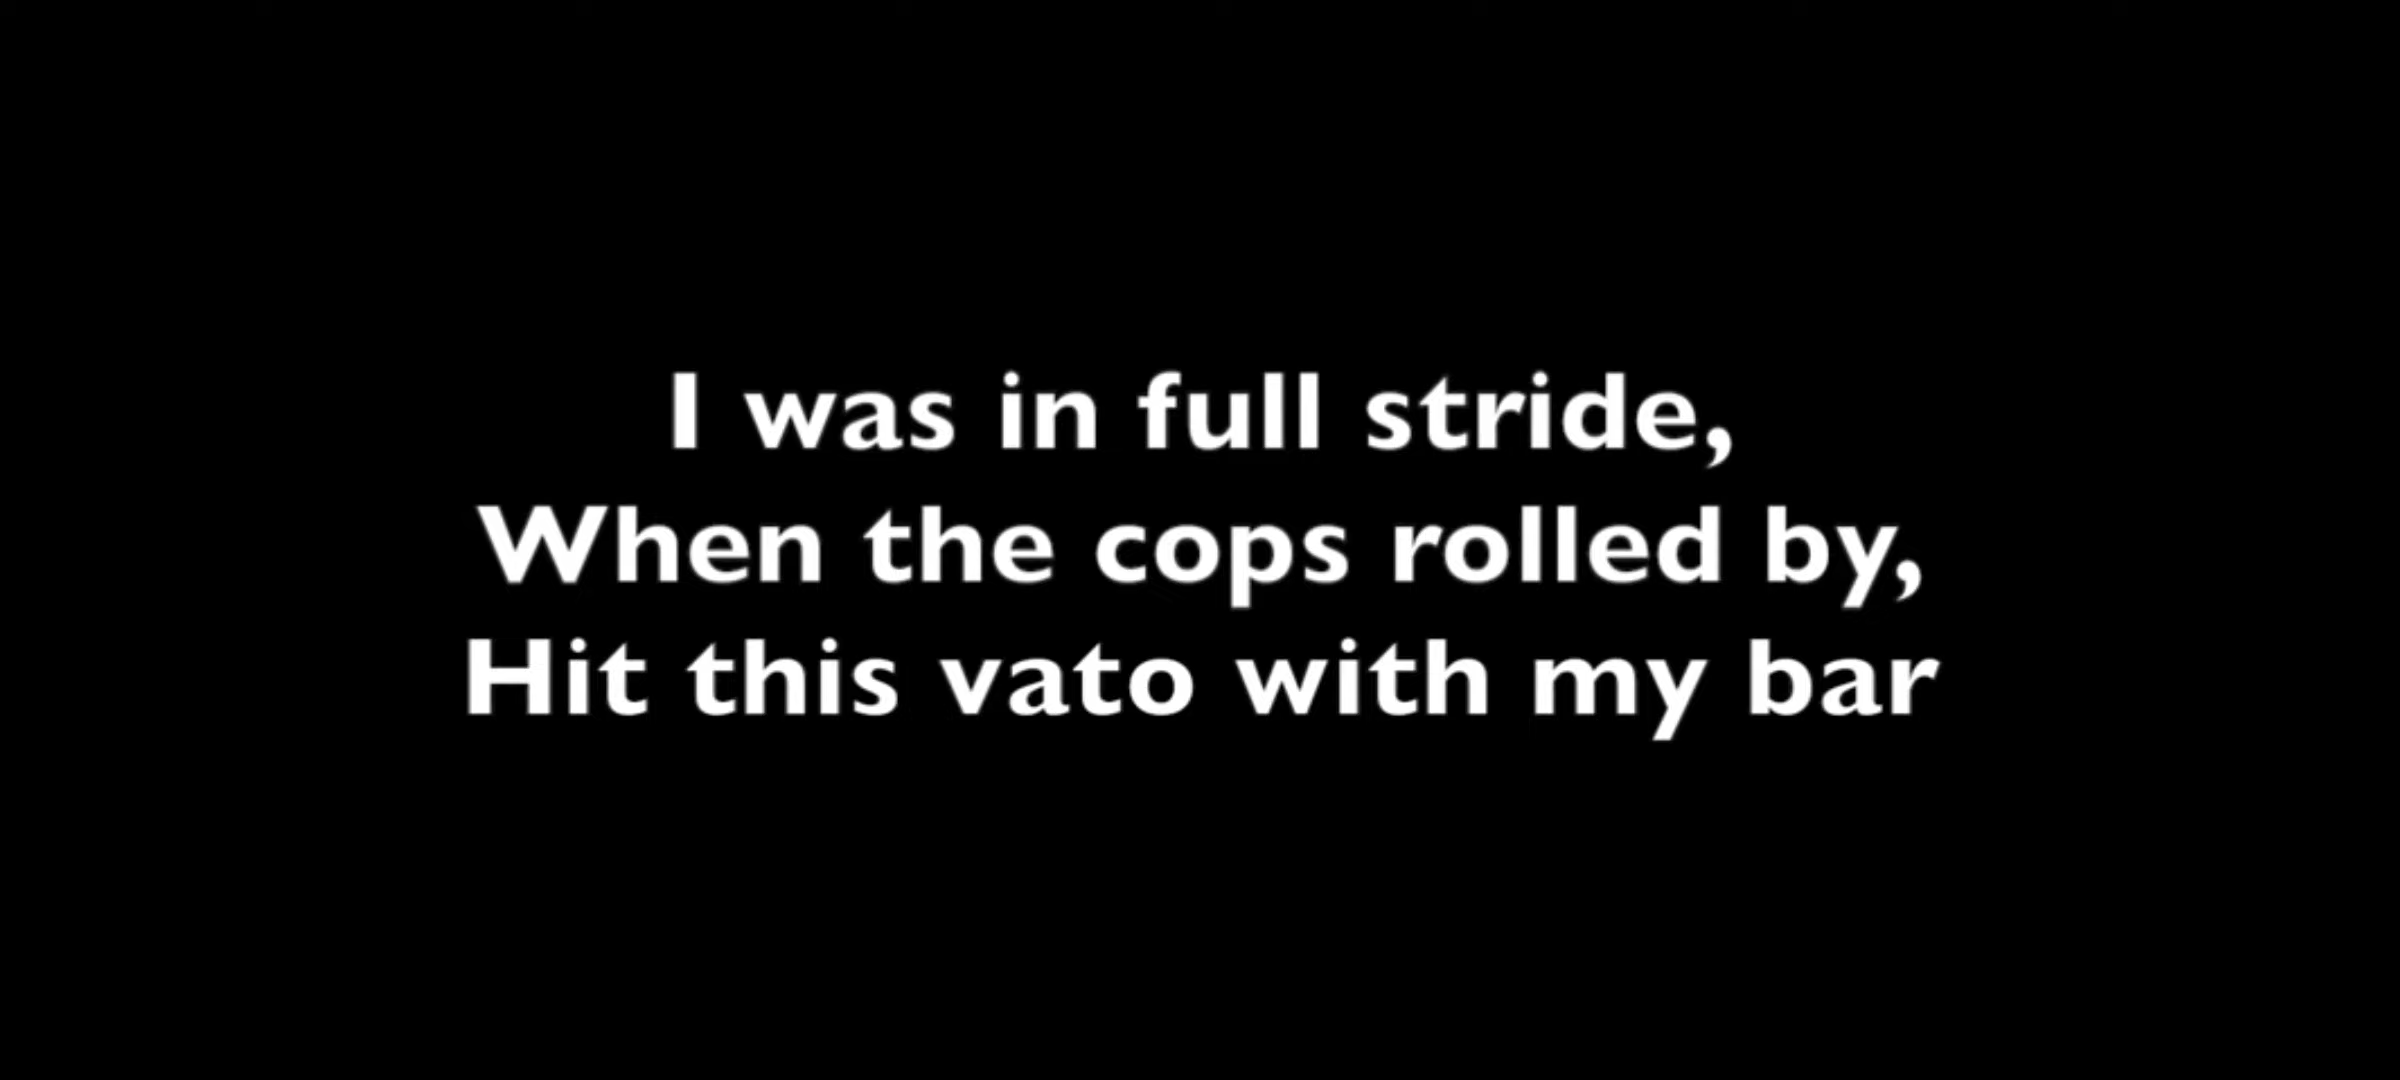 I was in full stride,
When the cops rolled by,
Hit this vato with my bar